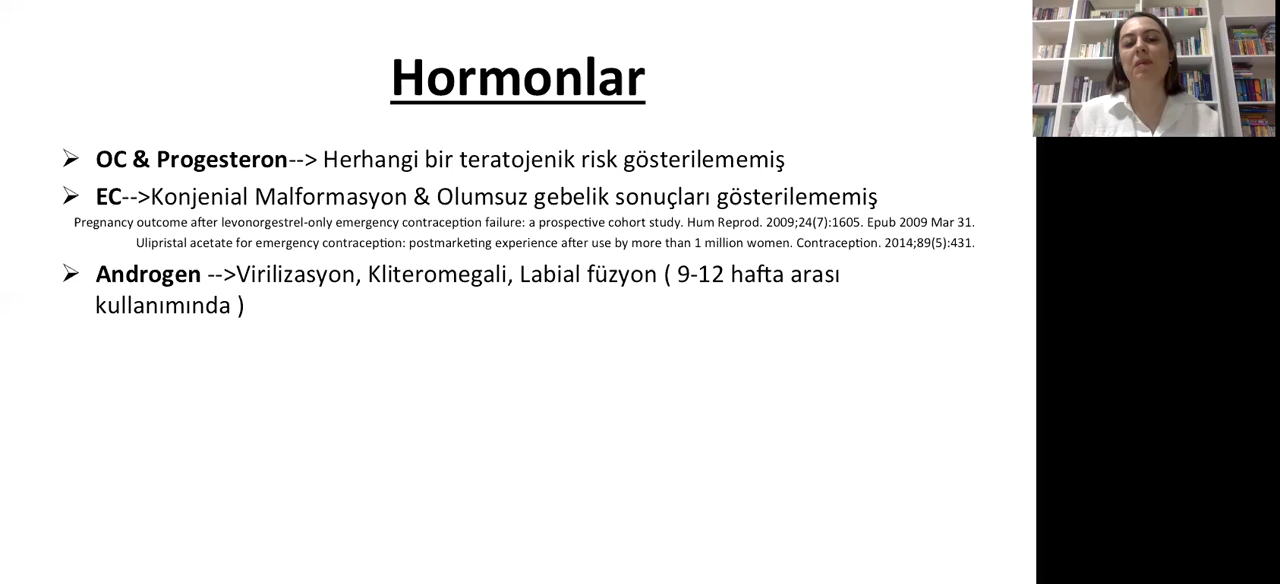 Hormonlar
➢ OC & Progesteron--> Herhangi bir teratojenik risk gösterilememiş
➢ EC-->Konjenial Malformasyon & Olumsuz gebelik sonuçları gösterilememiş
Pregnancy outcome after levonorgestrel-only emergency contraception failure: a prospective cohort study. Hum Reprod. 2009;24(7):1605. Epub 2009 Mar 31.
Ulipristal acetate for emergency contraception: postmarketing experience after use by more than 1 million women. Contraception. 2014;89(5):431.
➢ Androgen -->Virilizasyon, Kliteromegali, Labial füzyon ( 9-12 hafta arası
kullanımında )